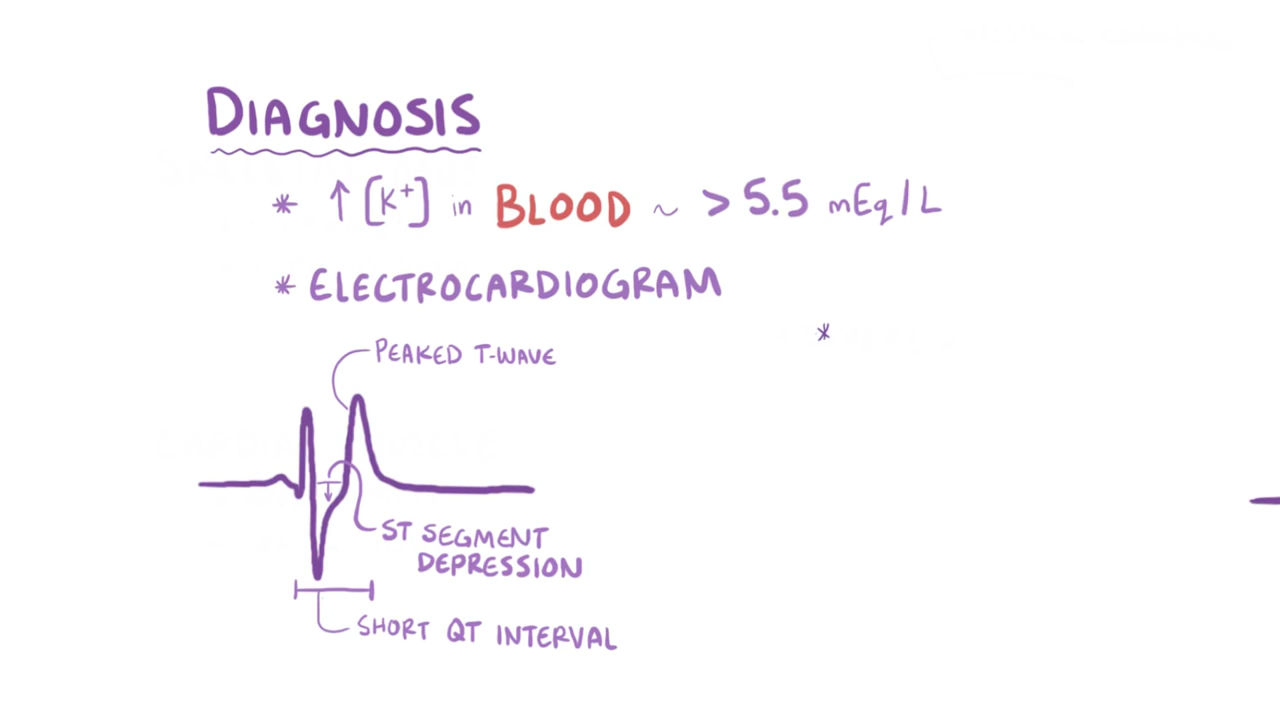 DIAGNOSIS
* ↑ [K⁺] in BLOOD ~ > 5.5 mEq/L
* ELECTROCARDIOGRAM
*
PEAKED T-WAVE
ST SEGMENT
DEPRESSION
SHORT QT INTERVAL